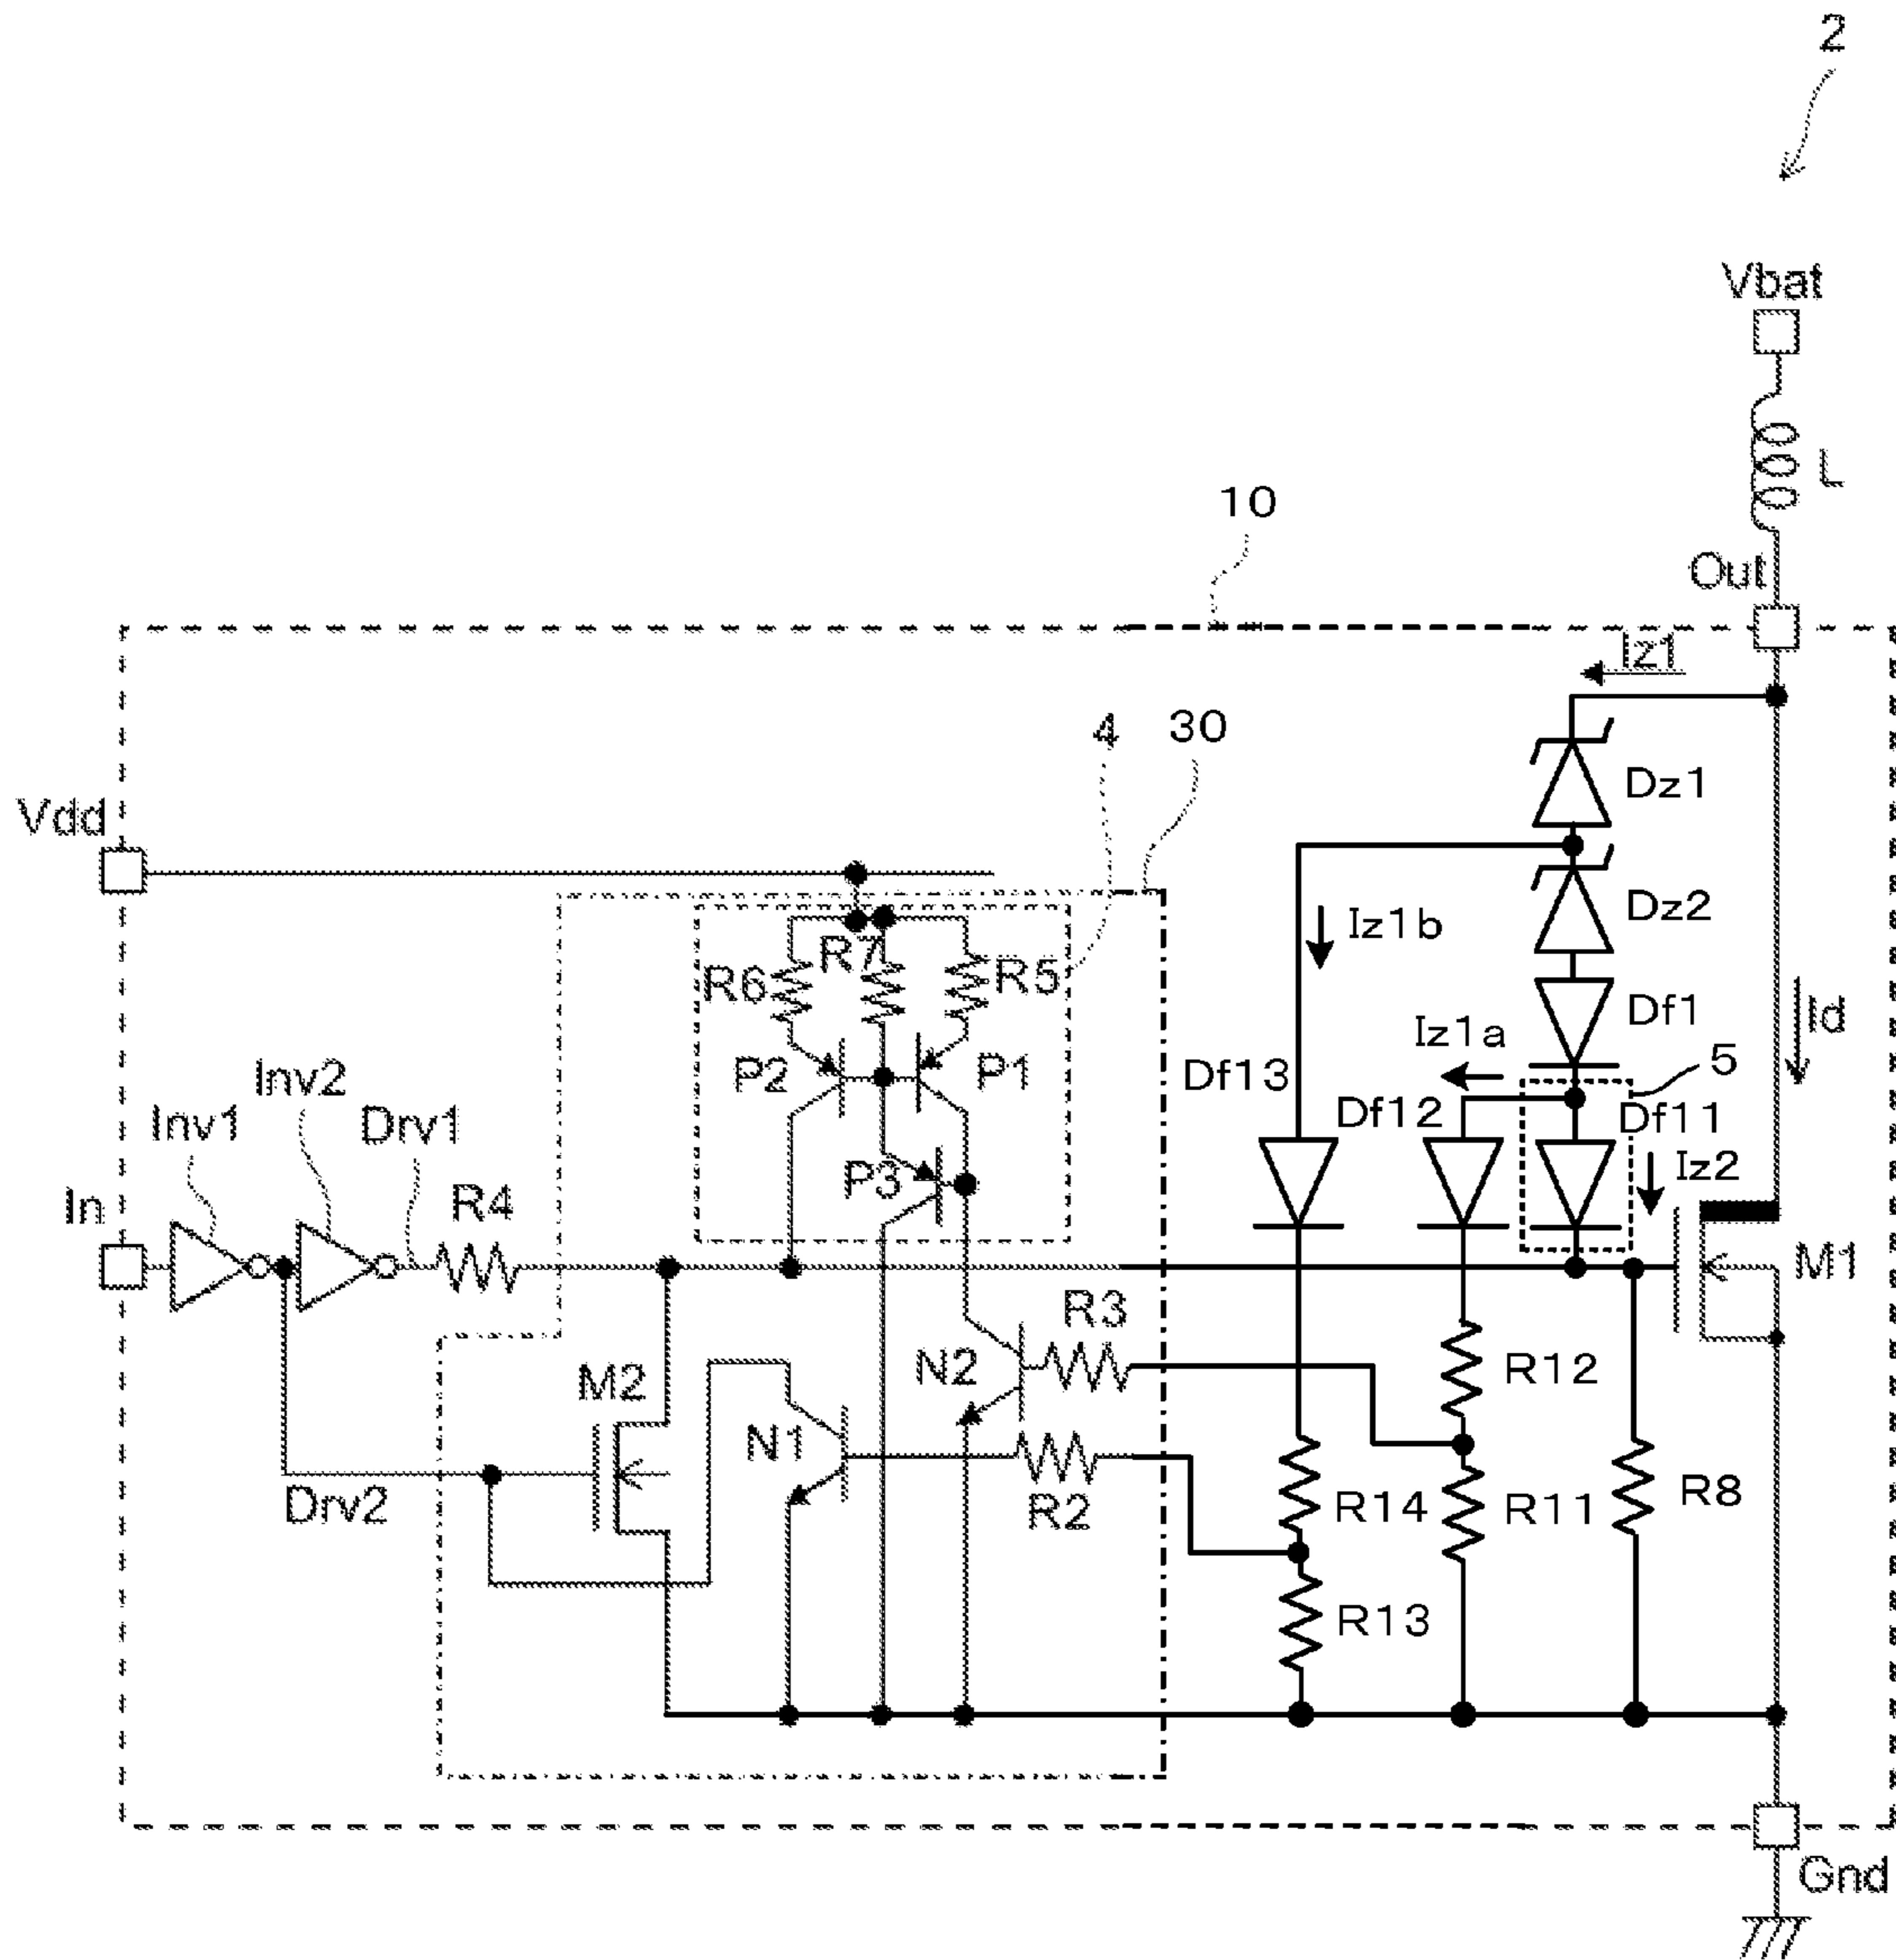 2
Vbat
L
10
Out
Iz1
4
30
Dz1
Vdd
Dz2
Iz1b
R7
R6
R5
Df1
Id
Iz1a
5
P2
P1
Df13
Inv2
Df12
Df11
Inv1
Drv1
P3
Iz2
In
R4
M1
R3
N2
R12
M2
N1
R8
Drv2
R2
R14
R11
R13
Gnd